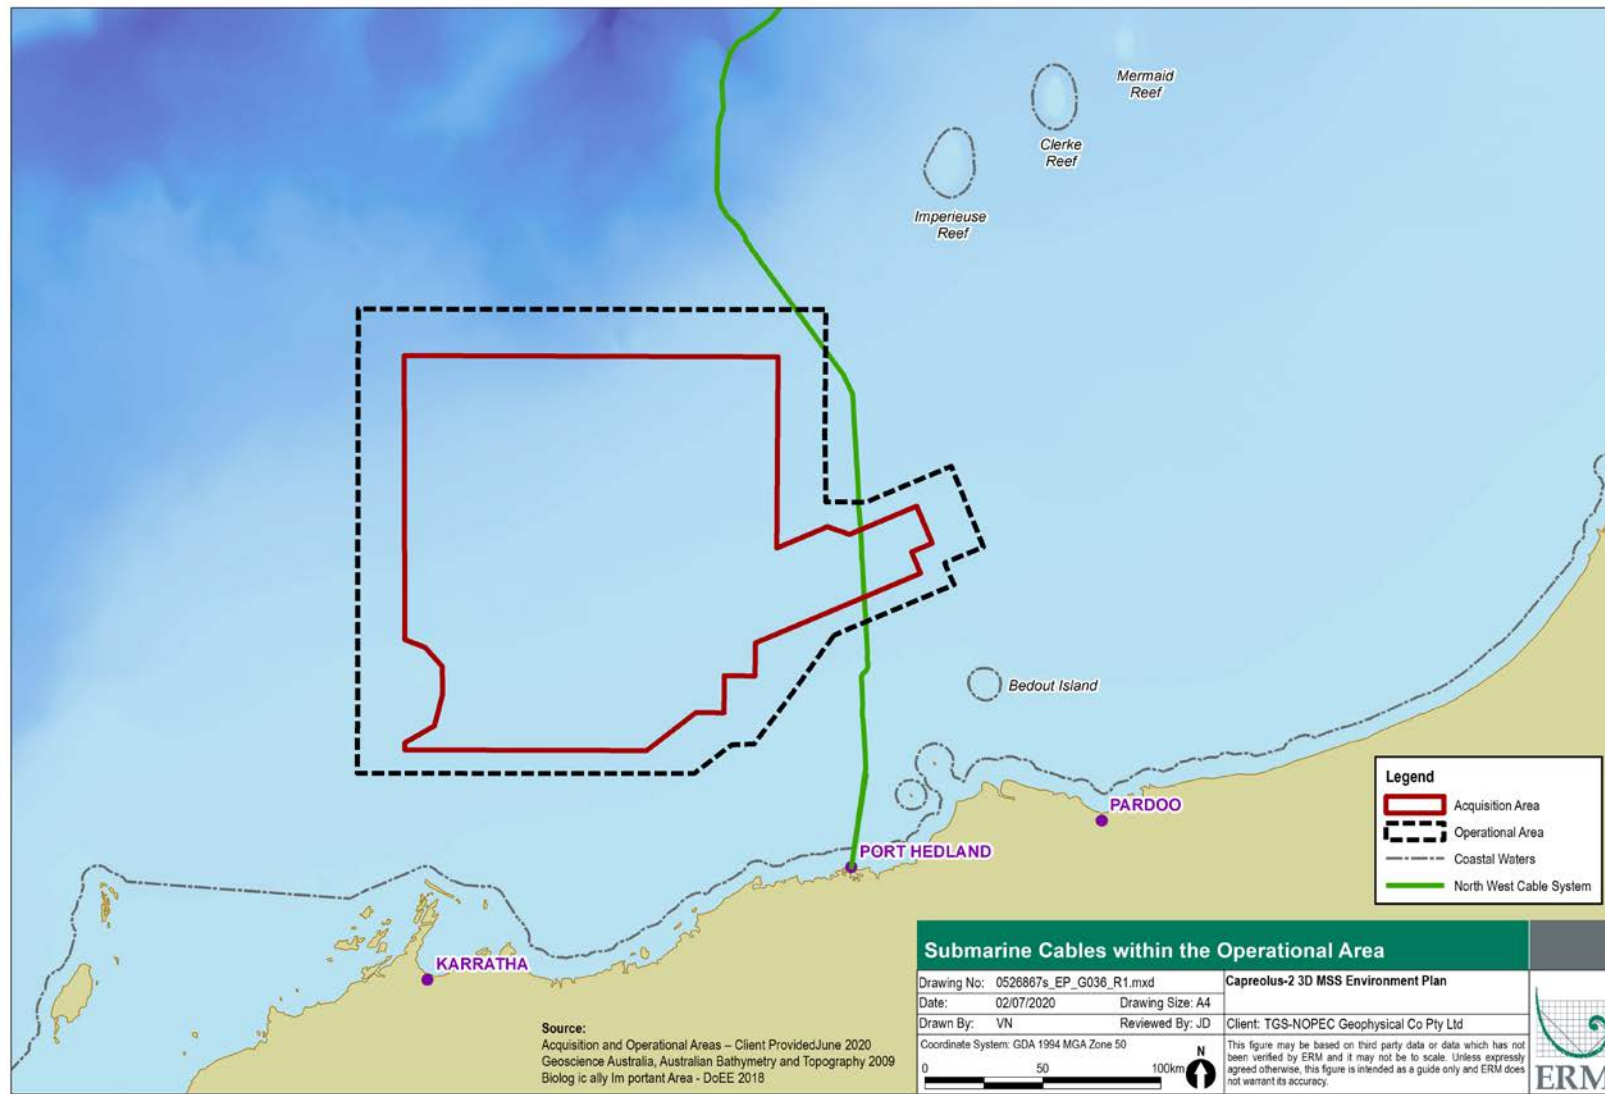 Mermaid
Reef
Clerke
Reef
Imperieuse
Reef
Bedout Island
PARDOO
PORT HEDLAND
KARRATHA
Legend
Acquisition Area
Operational Area
Coastal Waters
North West Cable System
Source:
Acquisition and Operational Areas – Client ProvidedJune 2020
Geoscience Australia, Australian Bathymetry and Topography 2009
Biolog ic ally Im portant Area - DoEE 2018
Submarine Cables within the Operational Area
Drawing No: 0526867s_EP_G036_R1.mxd
Date: 02/07/2020 Drawing Size: A4
Drawn By: VN Reviewed By: JD
Coordinate System: GDA 1994 MGA Zone 50
0 50 100km
N
Capreolus-2 3D MSS Environment Plan
Client: TGS-NOPEC Geophysical Co Pty Ltd
This figure may be based on third party data or data which has not
been verified by ERM and it may not be to scale. Unless expressly
agreed otherwise, this figure is intended as a guide only and ERM does
not warrant its accuracy.
ERM